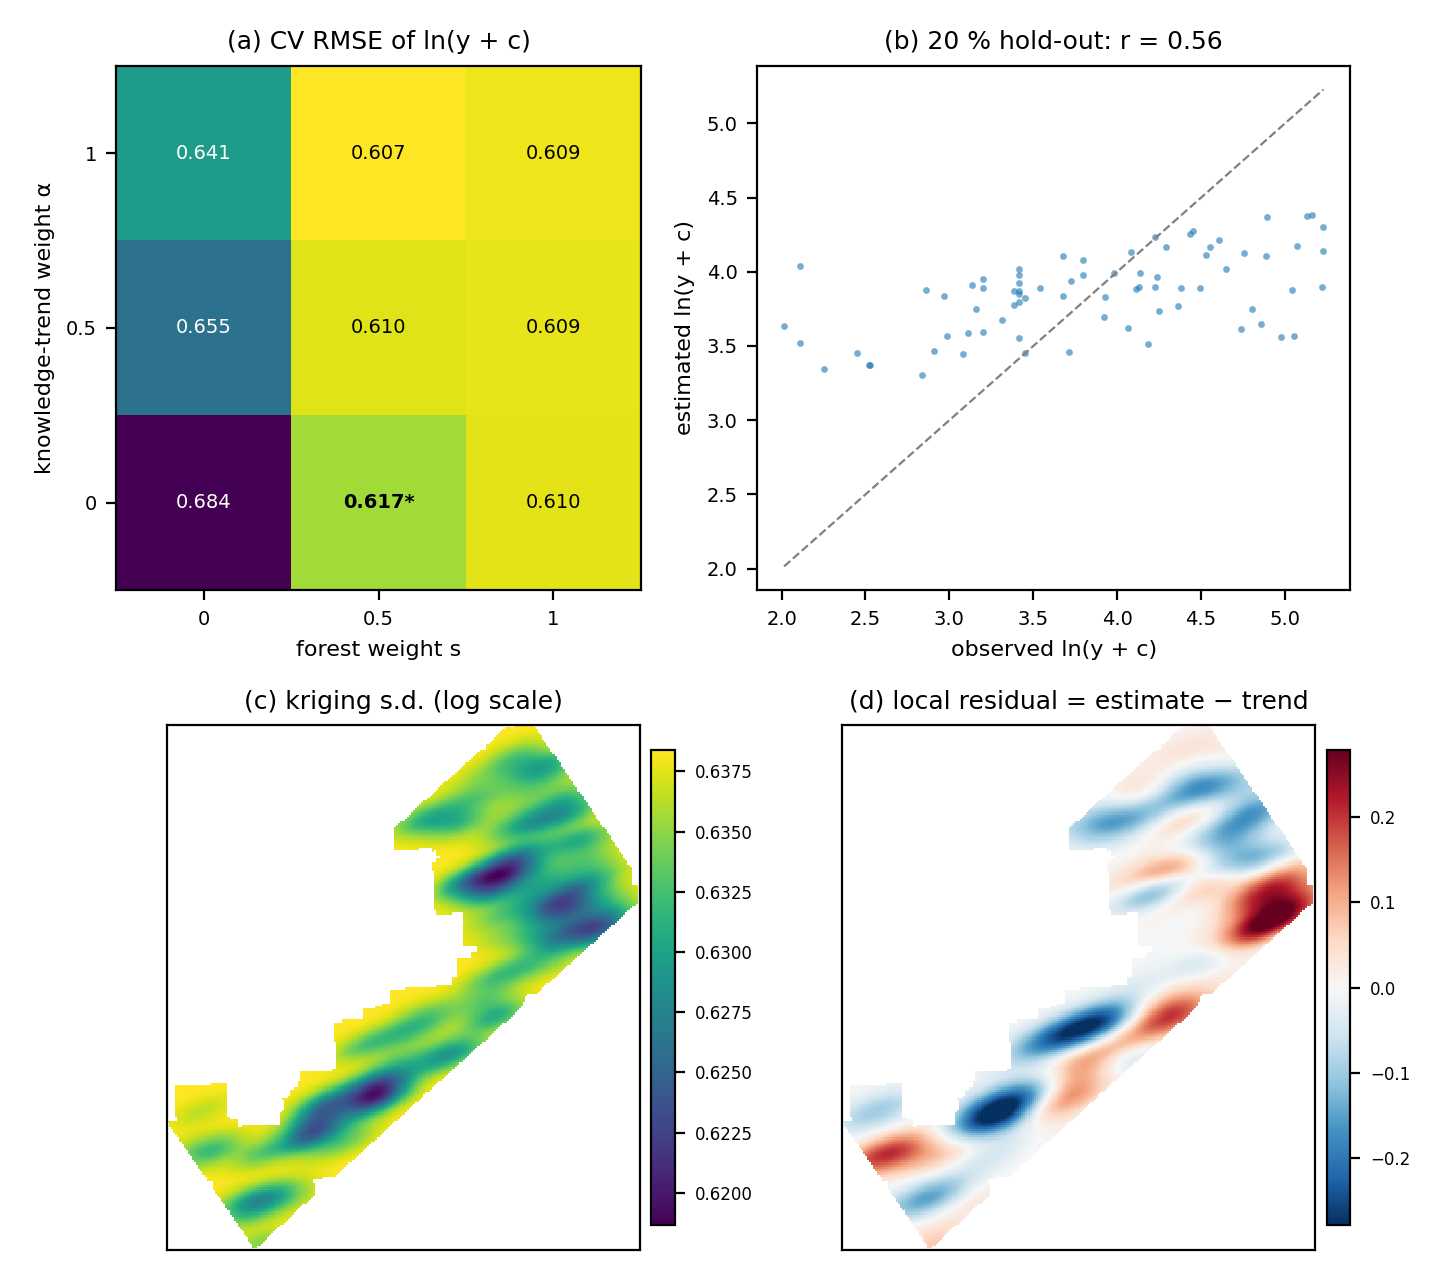 (a) CV RMSE of ln(y + c)
knowledge-trend weight α
1
0.5
0
0.641 0.607 0.609
0.655 0.610 0.609
0.684 0.617* 0.610
0 0.5 1
forest weight s
(b) 20 % hold-out: r = 0.56
estimated ln(y + c)
5.0
4.5
4.0
3.5
3.0
2.5
2.0
2.0 2.5 3.0 3.5 4.0 4.5 5.0
observed ln(y + c)
(c) kriging s.d. (log scale)
0.6375
0.6350
0.6325
0.6300
0.6275
0.6250
0.6225
0.6200
(d) local residual = estimate − trend
0.2
0.1
0.0
−0.1
−0.2